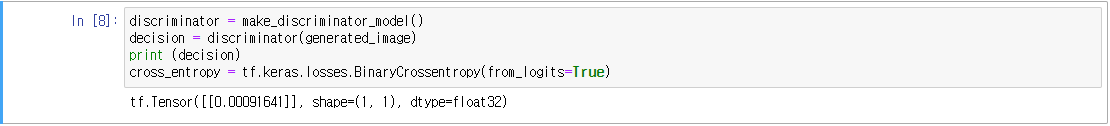 In [8]:
discriminator = make_discriminator_model()
decision = discriminator(generated_image)
print (decision)
cross_entropy = tf.keras.losses.BinaryCrossentropy(from_logits=True)
tf.Tensor([[0.00091641]], shape=(1, 1), dtype=float32)